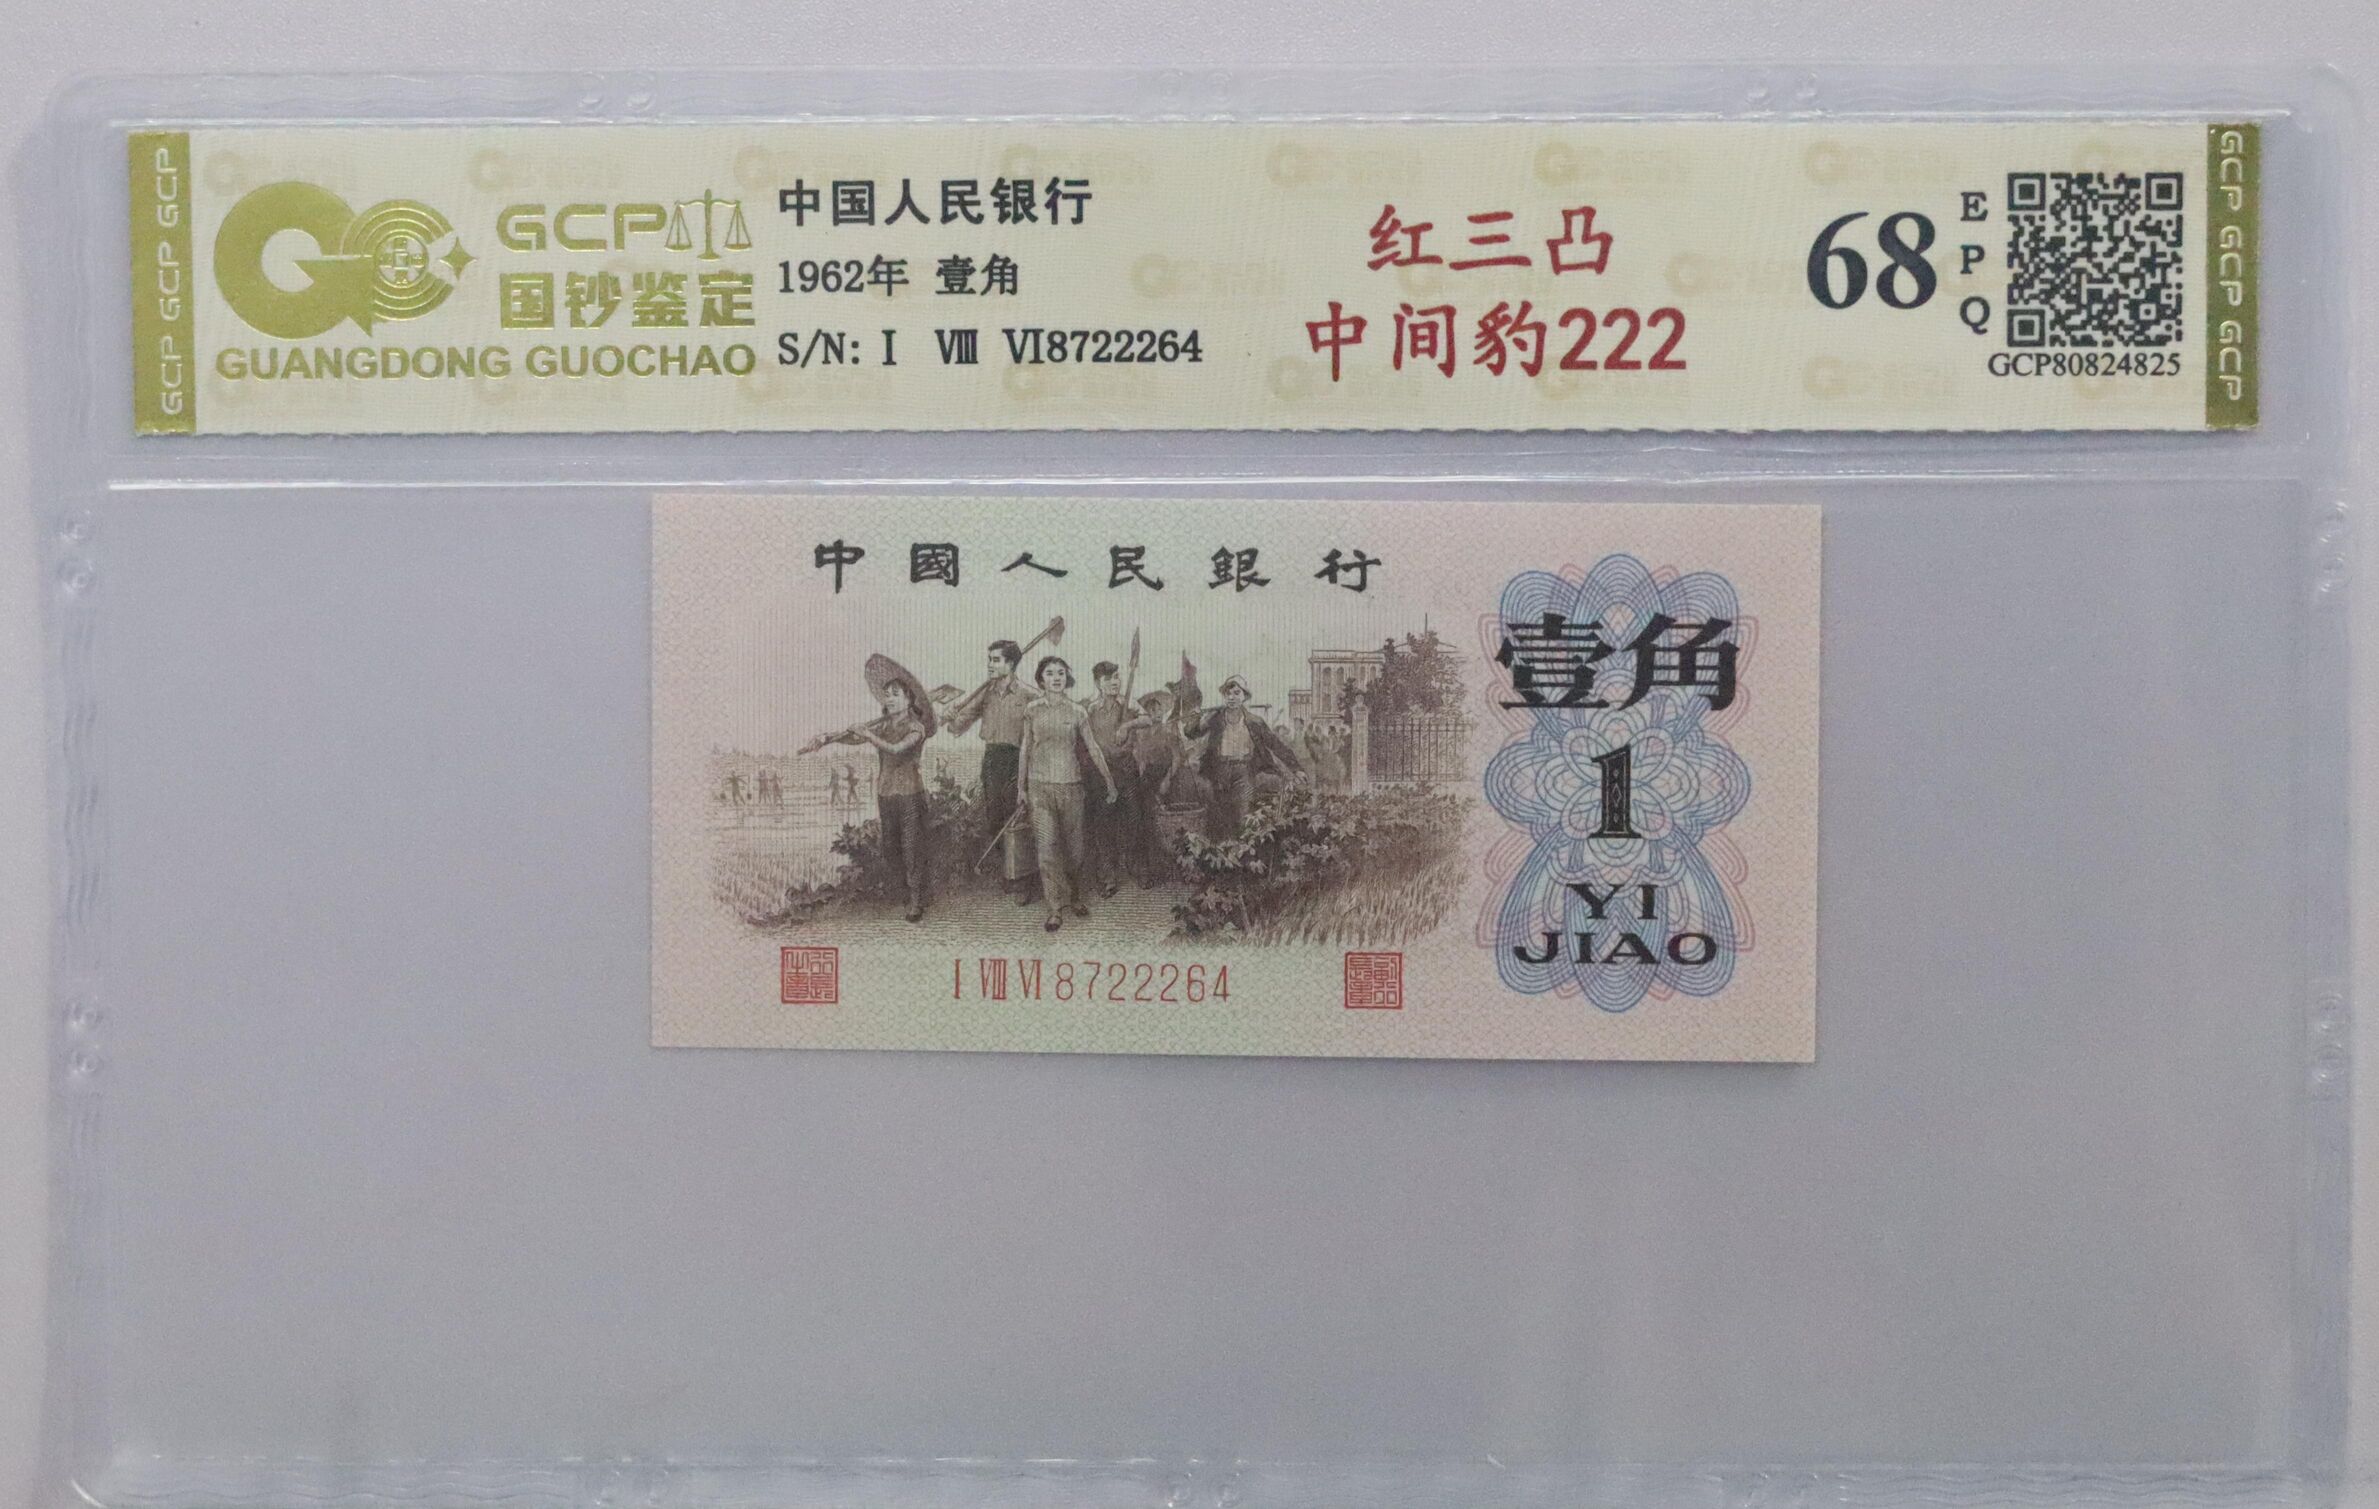 GCP GCP GCP
GCP
国钞鉴定
GUANGDONG GUOCHAO
中国人民银行
1962年 壹角
S/N: Ⅰ Ⅷ Ⅵ8722264
红三凸
中间豹222
68
E
P
Q
GCP80824825
GCP GCP GCP
中國人民銀行
壹角
1
YI
JIAO
Ⅰ Ⅷ Ⅵ 8722264